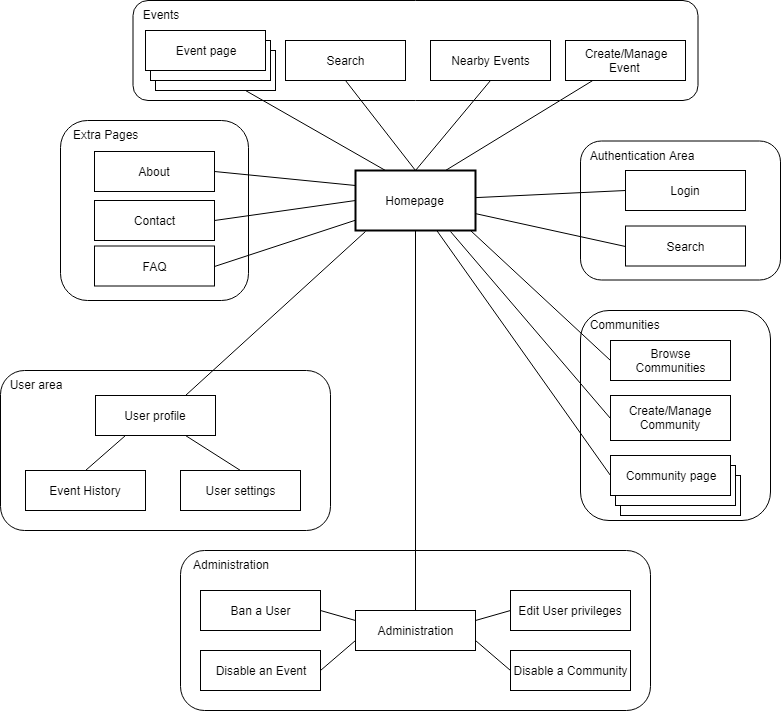 Events
Event page
Search
Nearby Events
Create/Manage
Event
Extra Pages
About
Contact
FAQ
Homepage
Authentication Area
Login
Search
Communities
Browse
Communities
Create/Manage
Community
Community page
User area
User profile
Event History
User settings
Administration
Ban a User
Administration
Edit User privileges
Disable an Event
Disable a Community